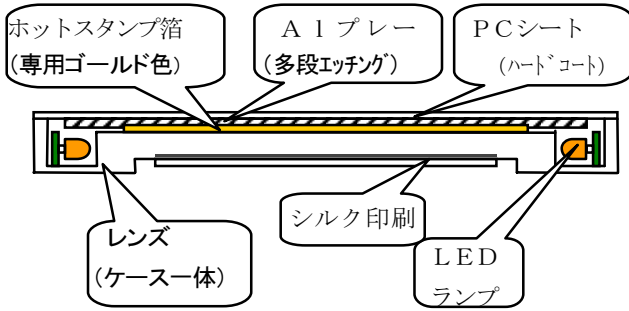 ホットスタンプ箔
(専用ゴールド色)
Ａｌプレー
(多段エッチング)
ＰＣシート
(ﾊｰﾄﾞｺｰﾄ)
レンズ
(ケース一体)
シルク印刷
ＬＥＤ
ランプ